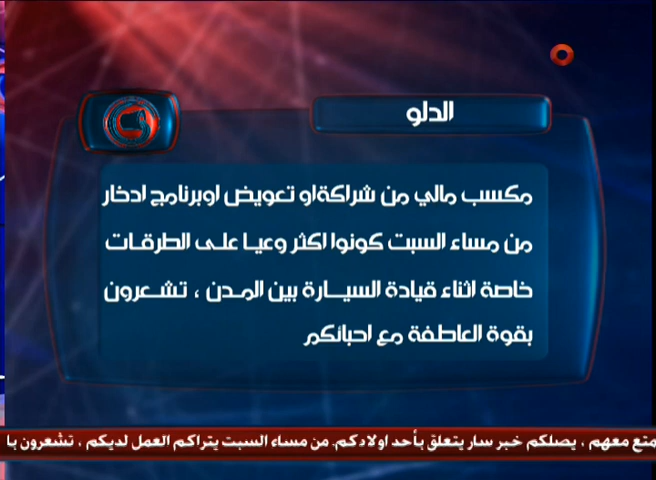 الدلو
مكسب مالي من شراكةاو تعويض اوبرنامج ادخار
من مساء السبت كونوا اكثر وعيا على الطرقات
خاصة اثناء قيادة السيارة بين المدن ، تشعرون
بقوة العاطفة مع احبائكم
متع معهم ، يصلكم خبر سار يتعلق بأحد اولادكم. من مساء السبت يتراكم العمل لديكم ، تشعرون با